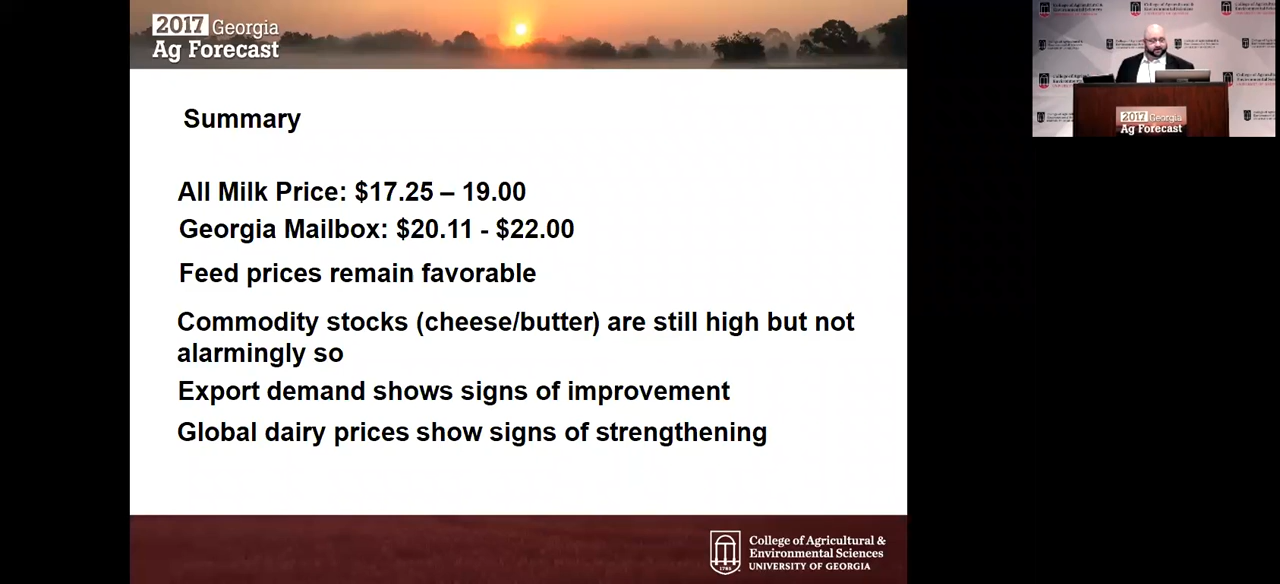 2017 Georgia
Ag Forecast
Summary
All Milk Price: $17.25 – 19.00
Georgia Mailbox: $20.11 - $22.00
Feed prices remain favorable
Commodity stocks (cheese/butter) are still high but not
alarmingly so
Export demand shows signs of improvement
Global dairy prices show signs of strengthening
1785
College of Agricultural &
Environmental Sciences
UNIVERSITY OF GEORGIA
2017 Georgia
Ag Forecast